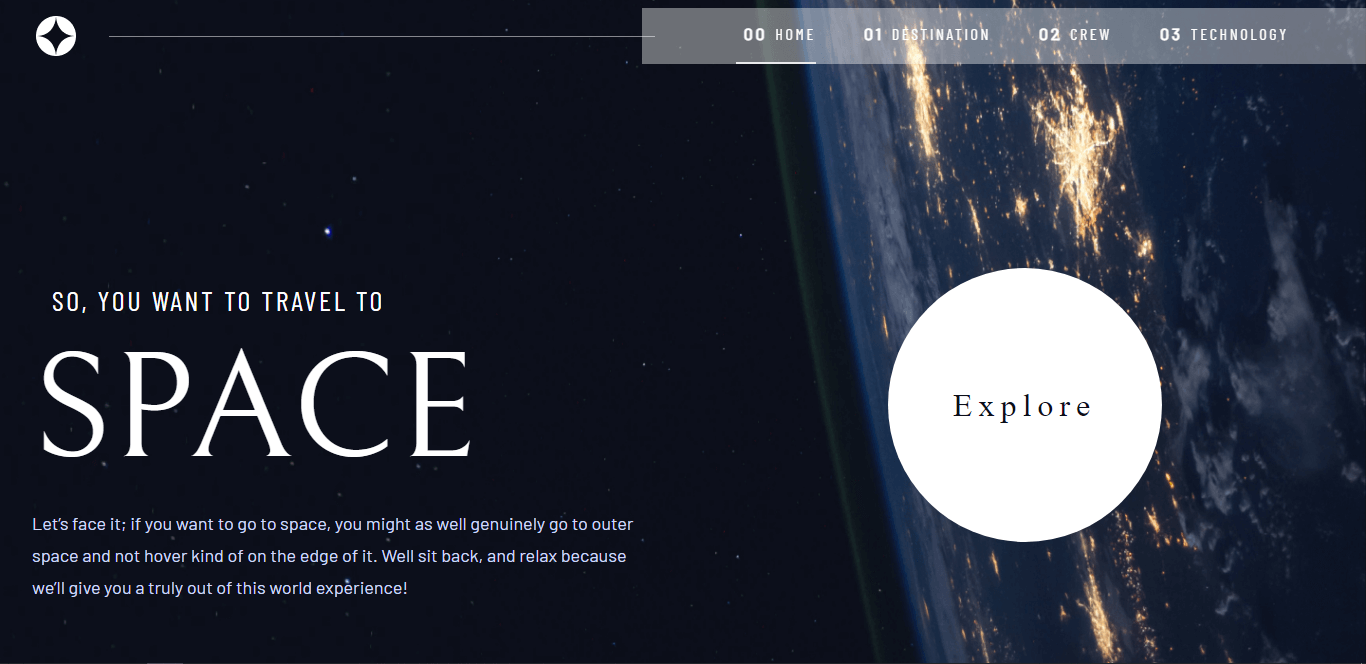 00 HOME 01 DESTINATION 02 CREW 03 TECHNOLOGY
SO, YOU WANT TO TRAVEL TO
SPACE
Let's face it; if you want to go to space, you might as well genuinely go to outer
space and not hover kind of on the edge of it. Well sit back, and relax because
we'll give you a truly out of this world experience!
Explore